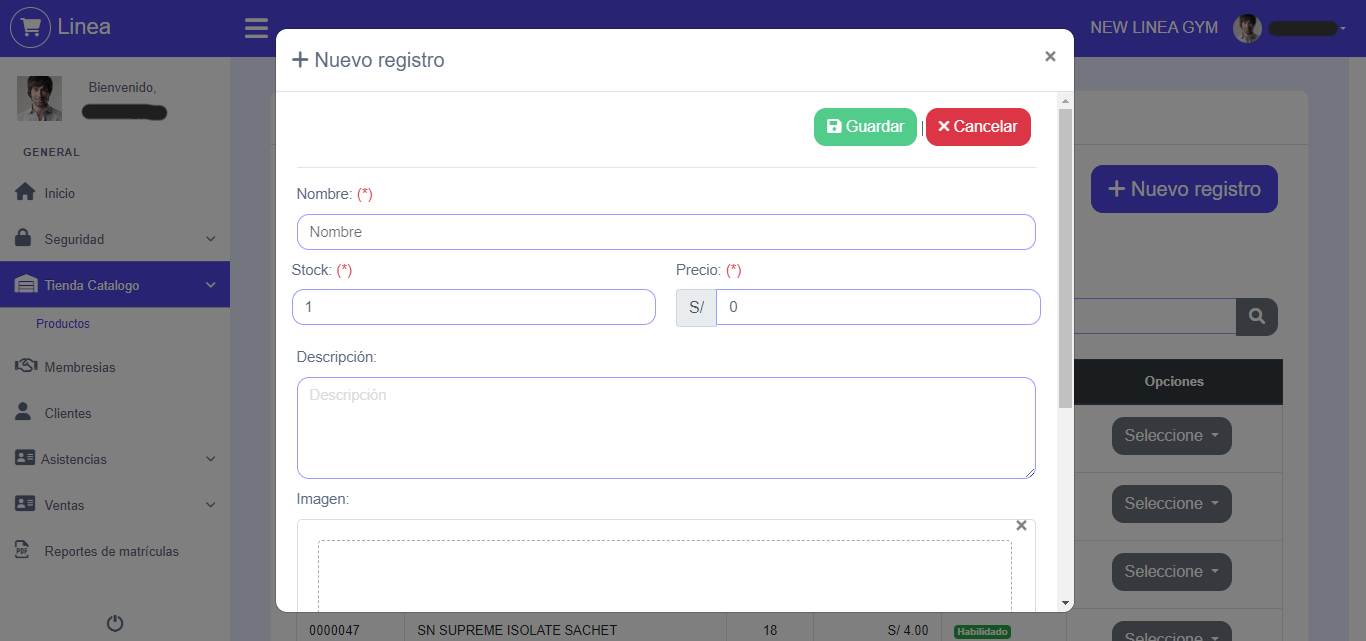 Linea
NEW LINEA GYM
Bienvenido,
GENERAL
Inicio
Seguridad
Tienda Catalogo
Productos
Membresias
Clientes
Asistencias
Ventas
PDF
Reportes de matrículas
Nuevo registro
×
Guardar | Cancelar
Nombre: (*)
Nombre
Stock: (*) Precio: (*)
1 S/ 0
Descripción:
Descripción
Imagen:
Nuevo registro
Opciones
Seleccione
Seleccione
Seleccione
0000047 SN SUPREME ISOLATE SACHET 18 S/ 4.00 Habilitado Seleccione